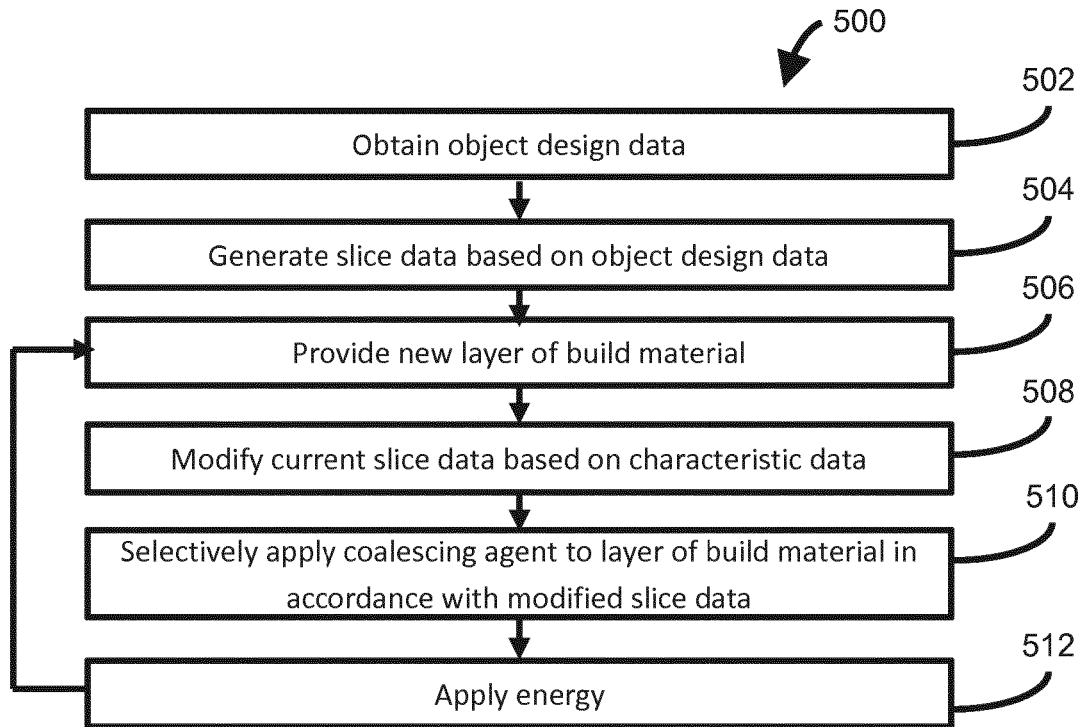 500
502
Obtain object design data
504
Generate slice data based on object design data
506
Provide new layer of build material
508
Modify current slice data based on characteristic data
510
Selectively apply coalescing agent to layer of build material in
accordance with modified slice data
512
Apply energy